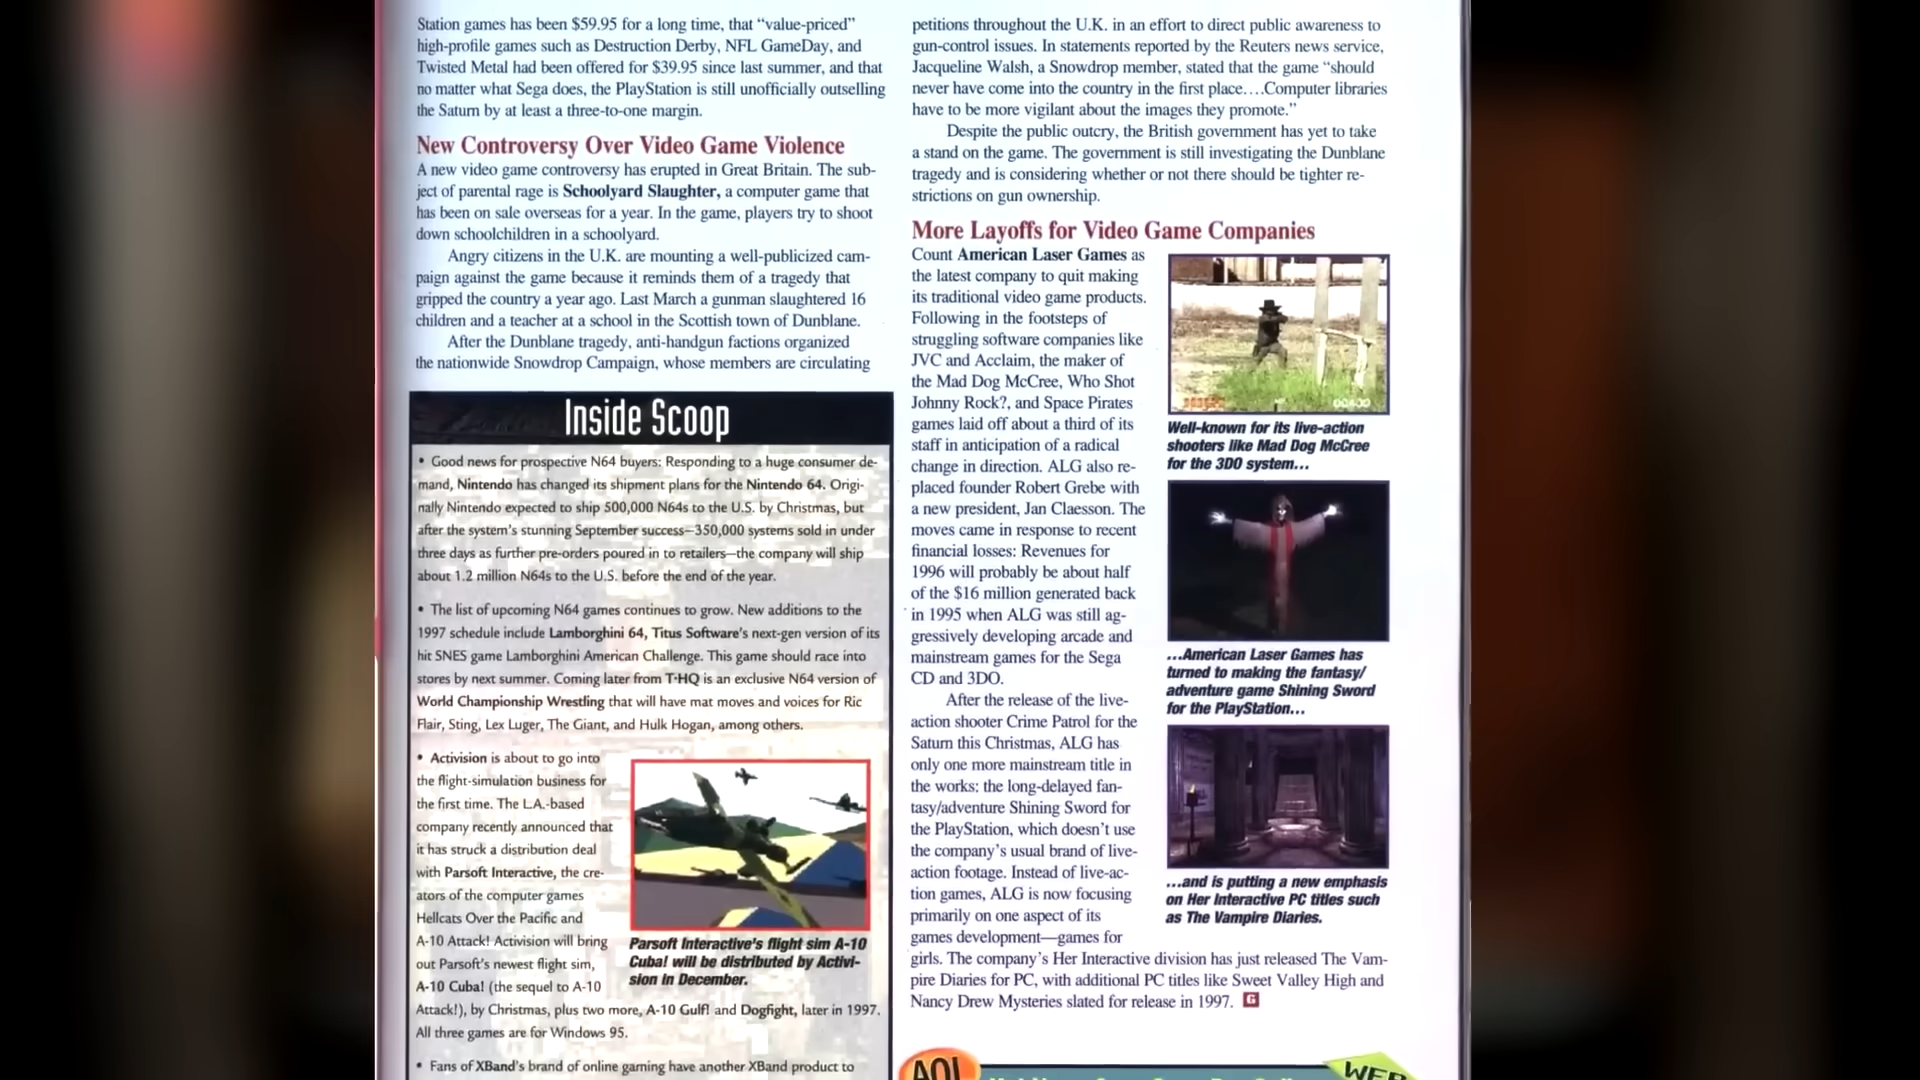 Station games has been $59.95 for a long time, that “value-priced”
high-profile games such as Destruction Derby, NFL GameDay, and
Twisted Metal had been offered for $39.95 since last summer, and that
no matter what Sega does, the PlayStation is still unofficially outselling
the Saturn by at least a three-to-one margin.
New Controversy Over Video Game Violence
A new video game controversy has erupted in Great Britain. The sub-
ject of parental rage is Schoolyard Slaughter, a computer game that
has been on sale overseas for a year. In the game, players try to shoot
down schoolchildren in a schoolyard.
Angry citizens in the U.K. are mounting a well-publicized cam-
paign against the game because it reminds them of a tragedy that
gripped the country a year ago. Last March a gunman slaughtered 16
children and a teacher at a school in the Scottish town of Dunblane.
After the Dunblane tragedy, anti-handgun factions organized
the nationwide Snowdrop Campaign, whose members are circulating
Inside Scoop
• Good news for prospective N64 buyers: Responding to a huge consumer de-
mand, Nintendo has changed its shipment plans for the Nintendo 64. Origi-
nally Nintendo expected to ship 500,000 N64s to the U.S. by Christmas, but
after the system's stunning September success—350,000 systems sold in under
three days as further pre-orders poured in to retailers—the company will ship
about 1.2 million N64s to the U.S. before the end of the year.
• The list of upcoming N64 games continues to grow. New additions to the
1997 schedule include Lamborghini 64, Titus Software's next-gen version of its
hit SNES game Lamborghini American Challenge. This game should race into
stores by next summer. Coming later from T·HQ is an exclusive N64 version of
World Championship Wrestling that will have mat moves and voices for Ric
Flair, Sting, Lex Luger, The Giant, and Hulk Hogan, among others.
• Activision is about to go into
the flight-simulation business for
the first time. The L.A.-based
company recently announced that
it has struck a distribution deal
with Parsoft Interactive, the cre-
ators of the computer games
Hellcats Over the Pacific and
A-10 Attack! Activision will bring
out Parsoft's newest flight sim,
A-10 Cuba! (the sequel to A-10
Attack!), by Christmas, plus two more, A-10 Gulf! and Dogfight, later in 1997.
All three games are for Windows 95.
Parsoft Interactive's flight sim A-10
Cuba! will be distributed by Activi-
sion in December.
• Fans of XBand's brand of online gaming have another XBand product to
petitions throughout the U.K. in an effort to direct public awareness to
gun-control issues. In statements reported by the Reuters news service,
Jacqueline Walsh, a Snowdrop member, stated that the game “should
never have come into the country in the first place....Computer libraries
have to be more vigilant about the images they promote.”
Despite the public outcry, the British government has yet to take
a stand on the game. The government is still investigating the Dunblane
tragedy and is considering whether or not there should be tighter re-
strictions on gun ownership.
More Layoffs for Video Game Companies
Count American Laser Games as
the latest company to quit making
its traditional video game products.
Following in the footsteps of
struggling software companies like
JVC and Acclaim, the maker of
the Mad Dog McCree, Who Shot
Johnny Rock?, and Space Pirates
games laid off about a third of its
staff in anticipation of a radical
change in direction. ALG also re-
placed founder Robert Grebe with
a new president, Jan Claesson. The
moves came in response to recent
financial losses: Revenues for
1996 will probably be about half
of the $16 million generated back
in 1995 when ALG was still ag-
gressively developing arcade and
mainstream games for the Sega
CD and 3DO.
After the release of the live-
action shooter Crime Patrol for the
Saturn this Christmas, ALG has
only one more mainstream title in
the works: the long-delayed fan-
tasy/adventure Shining Sword for
the PlayStation, which doesn't use
the company's usual brand of live-
action footage. Instead of live-ac-
tion games, ALG is now focusing
primarily on one aspect of its
games development—games for
girls. The company's Her Interactive division has just released The Vam-
pire Diaries for PC, with additional PC titles like Sweet Valley High and
Nancy Drew Mysteries slated for release in 1997. G
Well-known for its live-action
shooters like Mad Dog McCree
for the 3DO system...
...American Laser Games has
turned to making the fantasy/
adventure game Shining Sword
for the PlayStation...
...and is putting a new emphasis
on Her Interactive PC titles such
as The Vampire Diaries.
AOL
WEB